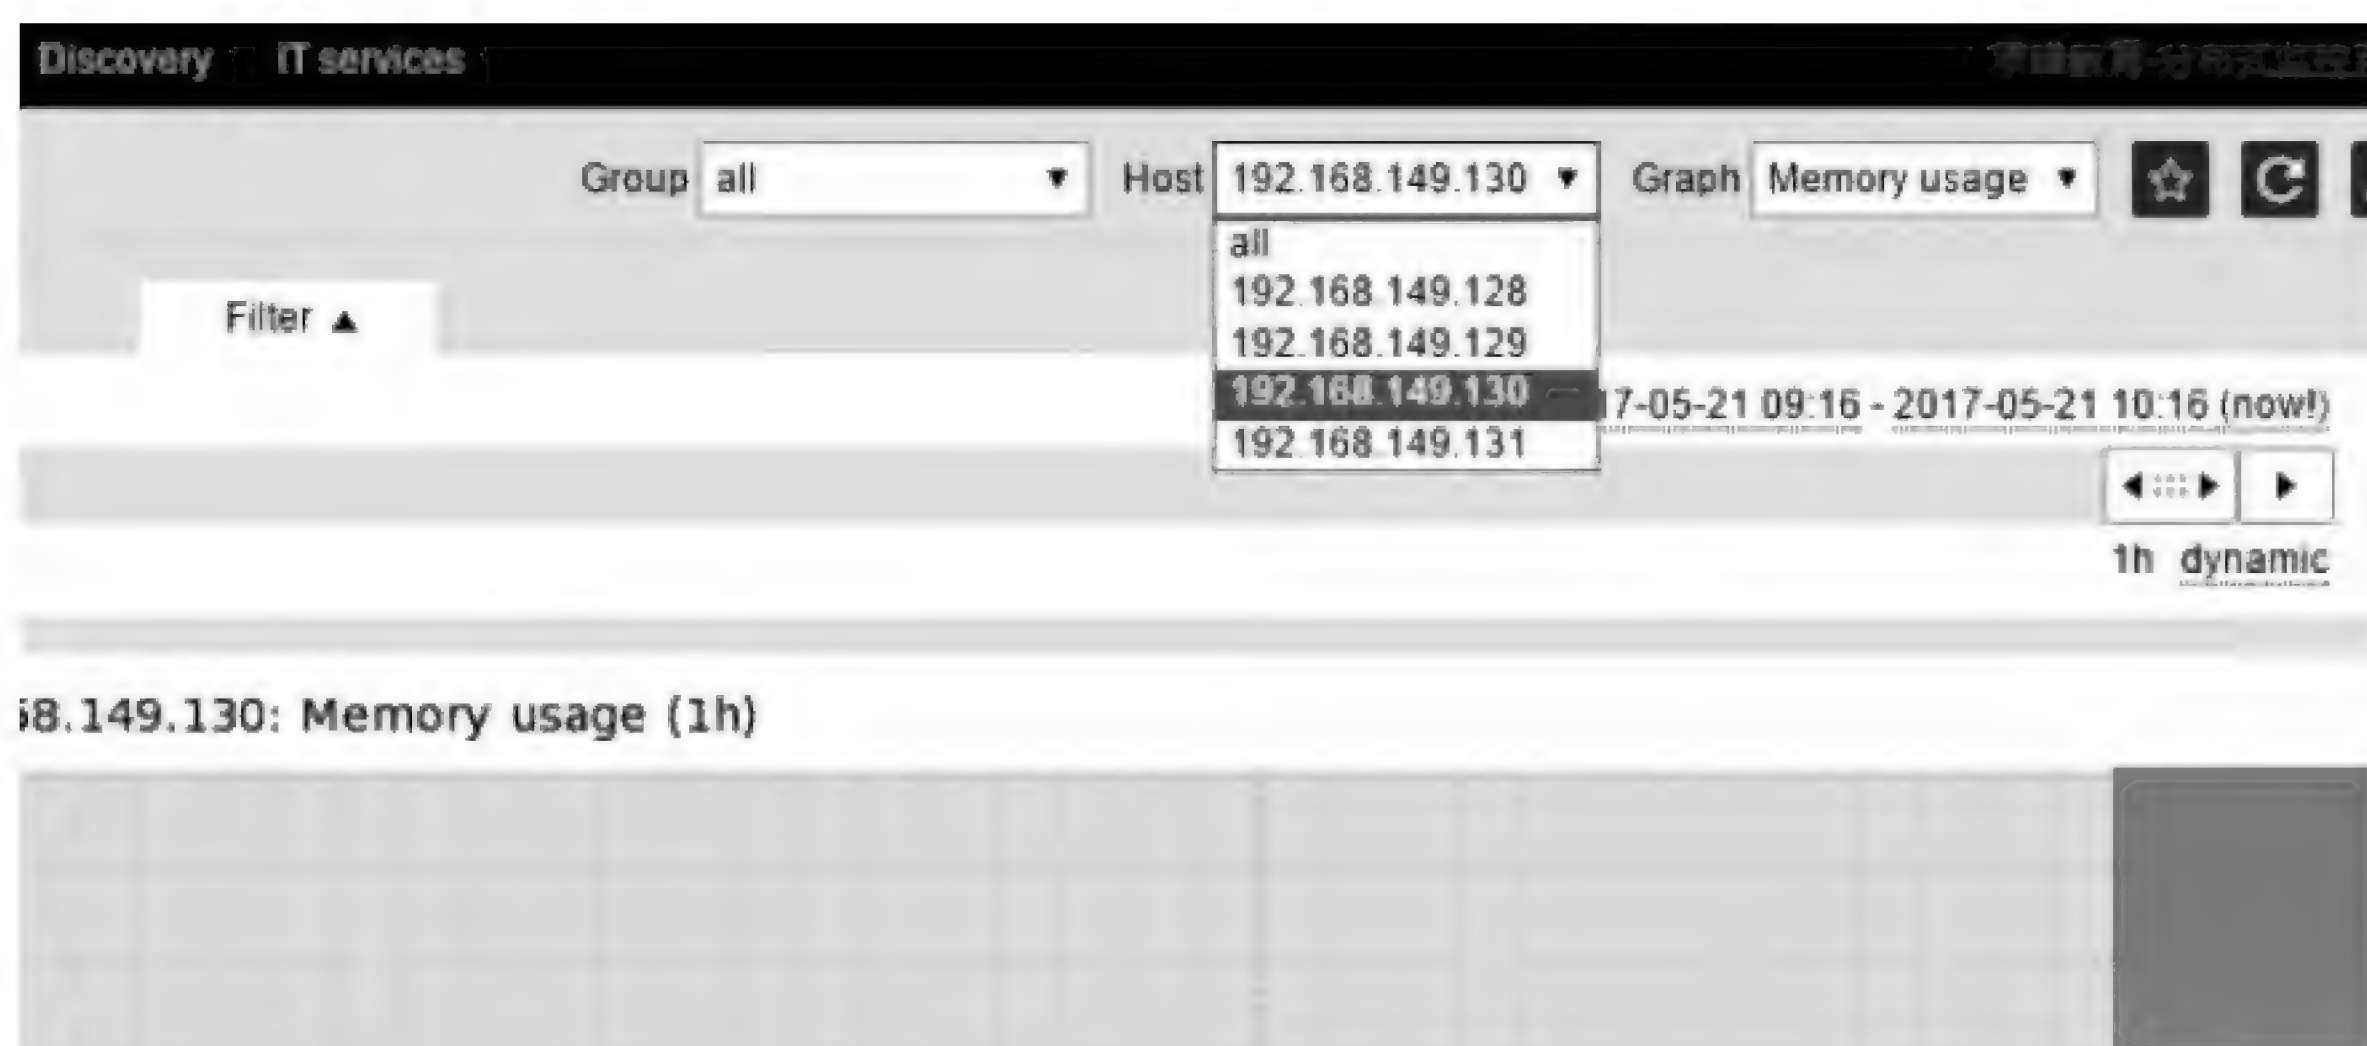 Discovery IT services
Group all Host 192.168.149.130 Graph Memory usage
all
192.168.149.128
Filter
192.168.149.129
192.168.149.130 17-05-21 09:16 - 2017-05-21 10:16 (now!)
192.168.149.131
1h dynamic
68.149.130: Memory usage (1h)